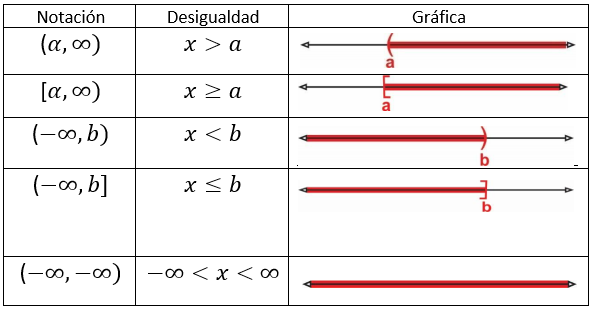 Notación Desigualdad Gráfica
(α, ∞) x > a (
a
[α, ∞) x ≥ a [
a
(−∞, b) x < b )
b
(−∞, b] x ≤ b ]
b
(−∞, −∞) −∞ < x < ∞